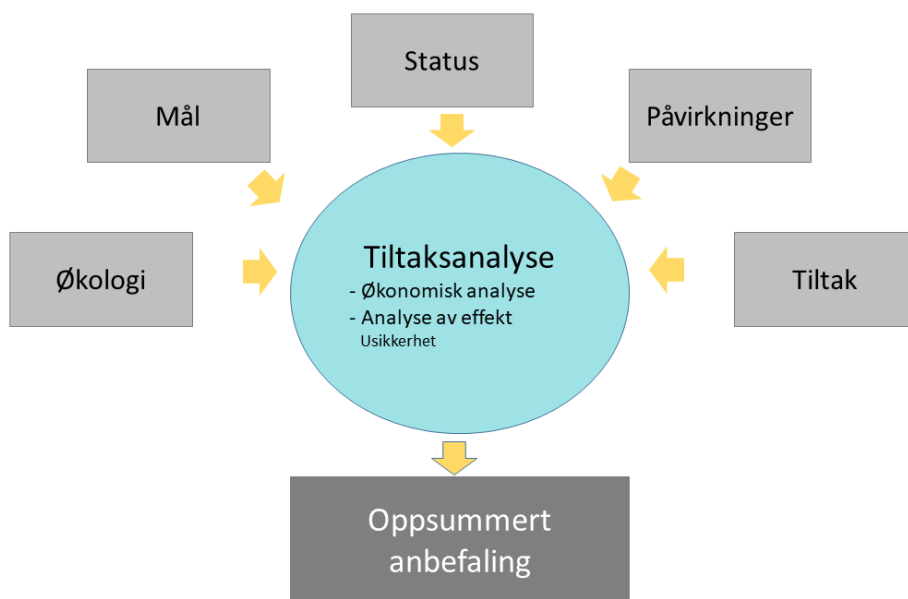 Status
Mål
Påvirkninger
Økologi
Tiltaksanalyse
- Økonomisk analyse
- Analyse av effekt
Usikkerhet
Tiltak
Oppsummert
anbefaling